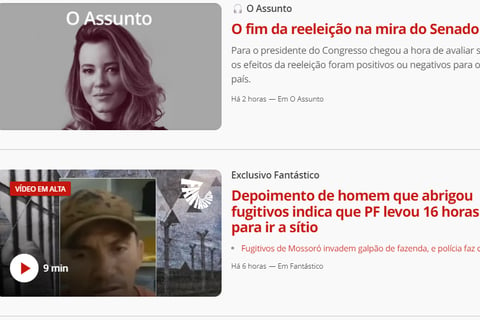 O Assunto
O Assunto
O fim da reeleição na mira do Senado
Para o presidente do Congresso chegou a hora de avaliar
os efeitos da reeleição foram positivos ou negativos para
país.
Há 2 horas — Em O Assunto
Exclusivo Fantástico
VÍDEO EM ALTA
Depoimento de homem que abrigou
fugitivos indica que PF levou 16 horas
para ir a sítio
Fugitivos de Mossoró invadem galpão de fazenda, e polícia faz
9 min
Há 6 horas — Em Fantástico